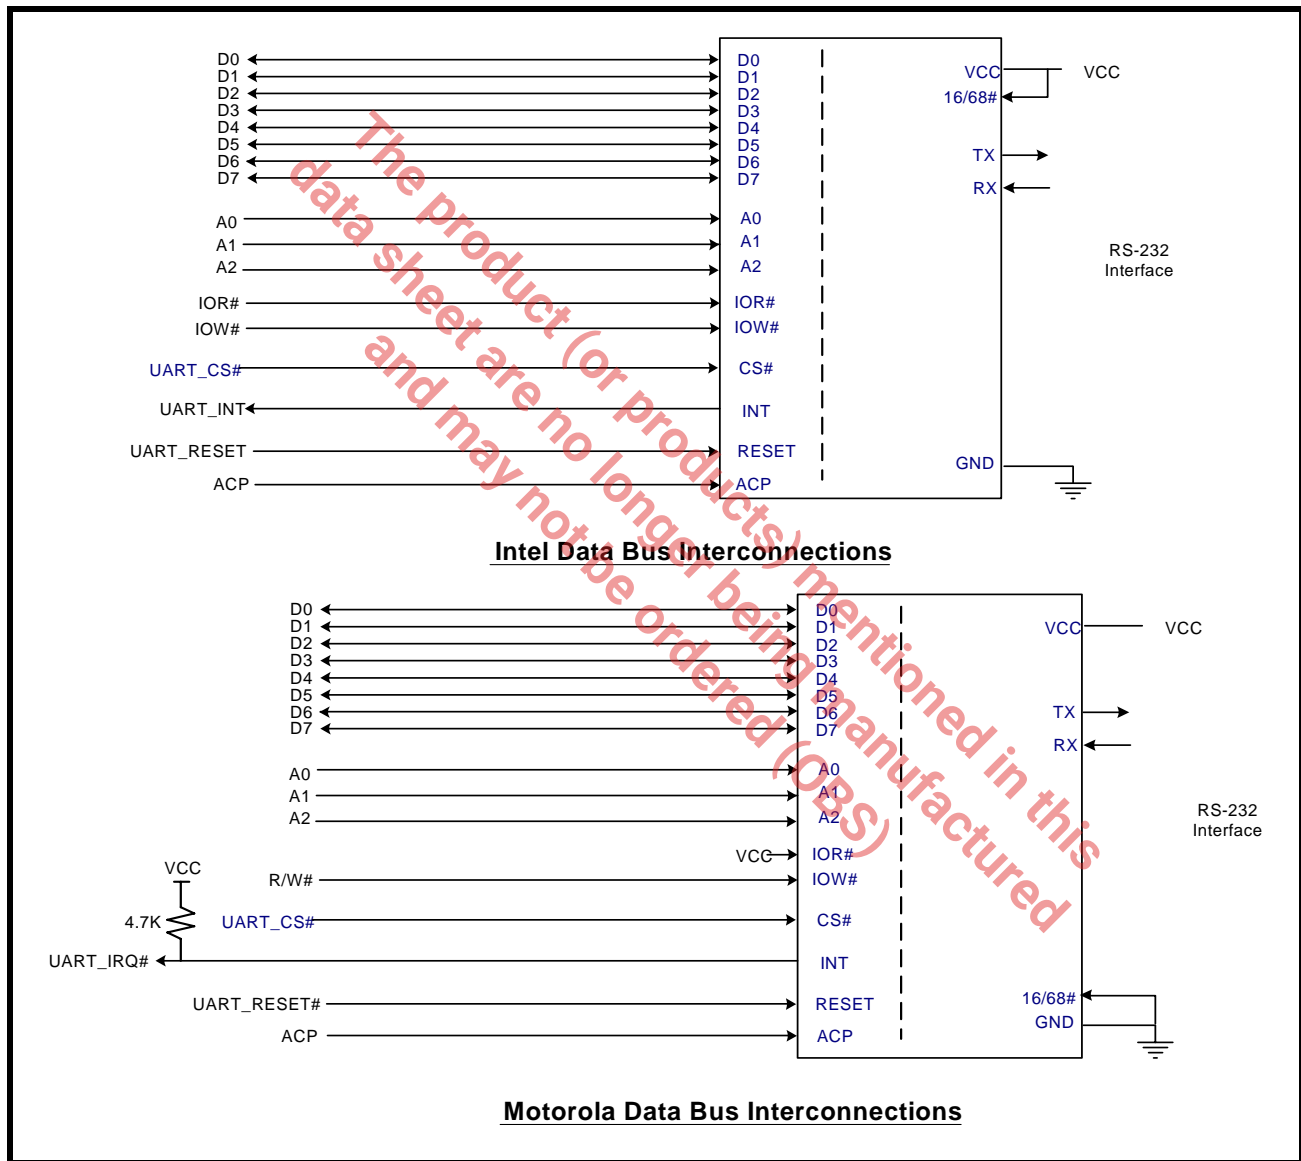 D0 D0
D1 D1
D2 D2
D3 D3
D4 D4
D5 D5
D6 D6
D7 D7
A0 A0
A1 A1
A2 A2
IOR# IOR#
IOW# IOW#
UART_CS# CS#
UART_INT INT
UART_RESET RESET
ACP ACP
VCC VCC
16/68#
TX
RX
RS-232
Interface
GND
Intel Data Bus Interconnections
D0 D0
D1 D1
D2 D2
D3 D3
D4 D4
D5 D5
D6 D6
D7 D7
A0 A0
A1 A1
A2 A2
VCC IOR#
R/W# IOW#
VCC
4.7K
UART_CS# CS#
UART_IRQ# INT
UART_RESET# RESET
ACP ACP
VCC VCC
TX
RX
RS-232
Interface
16/68#
GND
Motorola Data Bus Interconnections
The product (or products) mentioned in this
data sheet are no longer being manufactured
and may not be ordered (OBS)